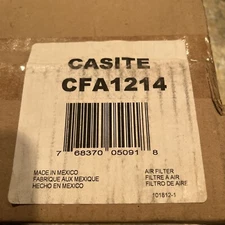 CASITE
CFA1214
7 68370 05091 8
MADE IN MEXICO
FABRIQUE AUX MEXIQUE
HECHO EN MEXICO
AIR FILTER
FILTRE A AIR
FILTRO DE AIRE
101612-1